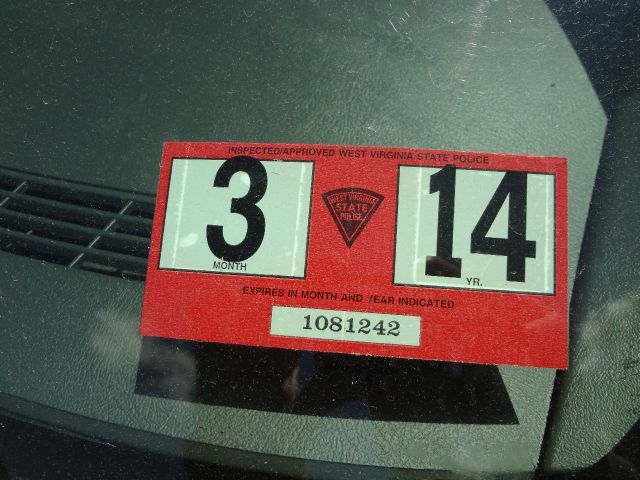 INSPECTED/APPROVED WEST VIRGINIA STATE POLICE
3
MONTH
WEST VIRGINIA
STATE
POLICE
14
YR.
EXPIRES IN MONTH AND YEAR INDICATED
1081242